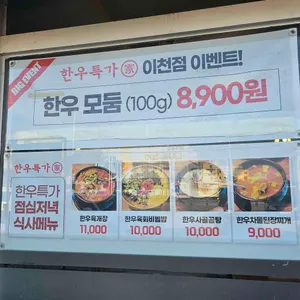 BIG EVENT
한우특가 家 이천점 이벤트!
한우 모둠 (100g) 8,900원
한우특가 家
한우특가
점심저녁
식사메뉴
한우육개장
11,000
한우육회비빔밥
10,000
한우사골곰탕
10,000
한우차돌된장찌개
9,000